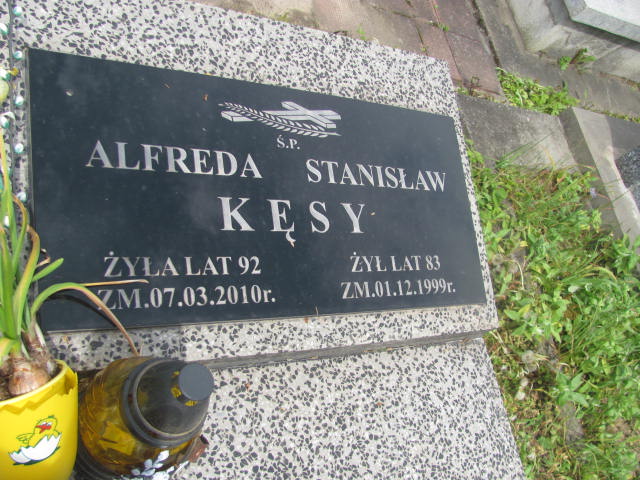 Ś.P.
ALFREDA STANISŁAW
KĘSY
ŻYŁA LAT 92 ŻYŁ LAT 83
ZM.07.03.2010r. ZM.01.12.1999r.